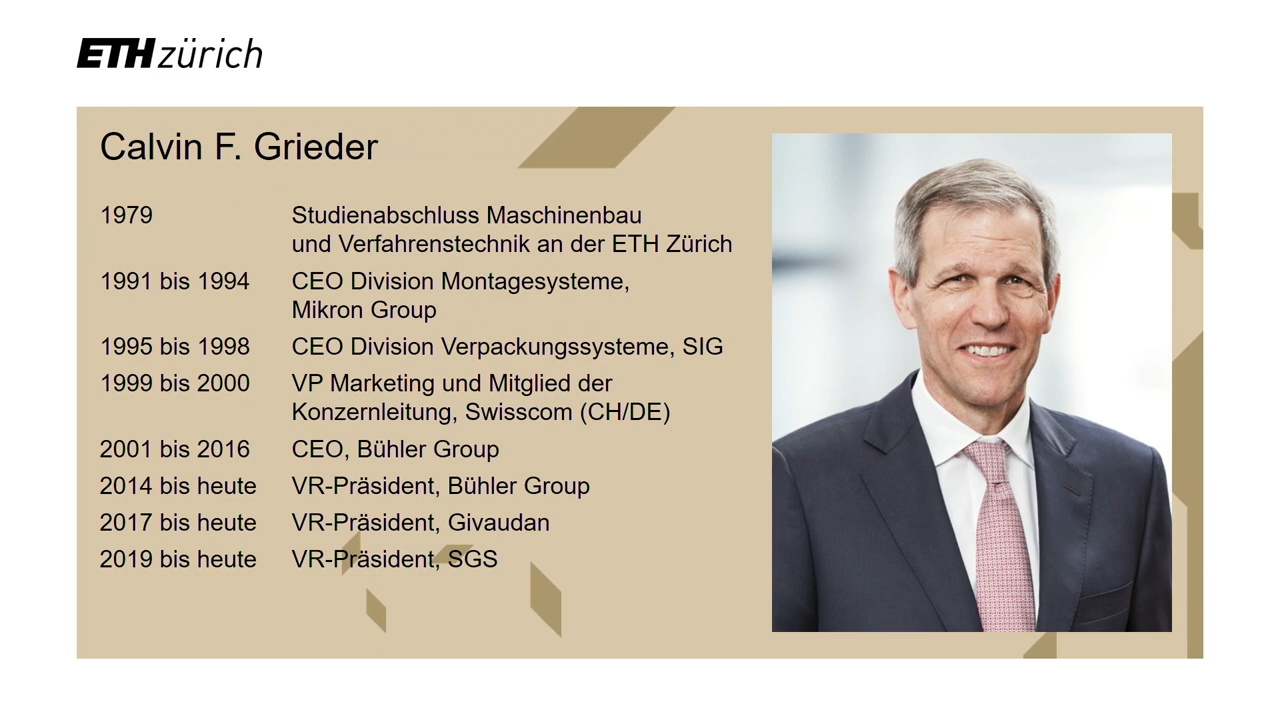 ETH zürich
Calvin F. Grieder
1979 Studienabschluss Maschinenbau
und Verfahrenstechnik an der ETH Zürich
1991 bis 1994 CEO Division Montagesysteme,
Mikron Group
1995 bis 1998 CEO Division Verpackungssysteme, SIG
1999 bis 2000 VP Marketing und Mitglied der
Konzernleitung, Swisscom (CH/DE)
2001 bis 2016 CEO, Bühler Group
2014 bis heute VR-Präsident, Bühler Group
2017 bis heute VR-Präsident, Givaudan
2019 bis heute VR-Präsident, SGS